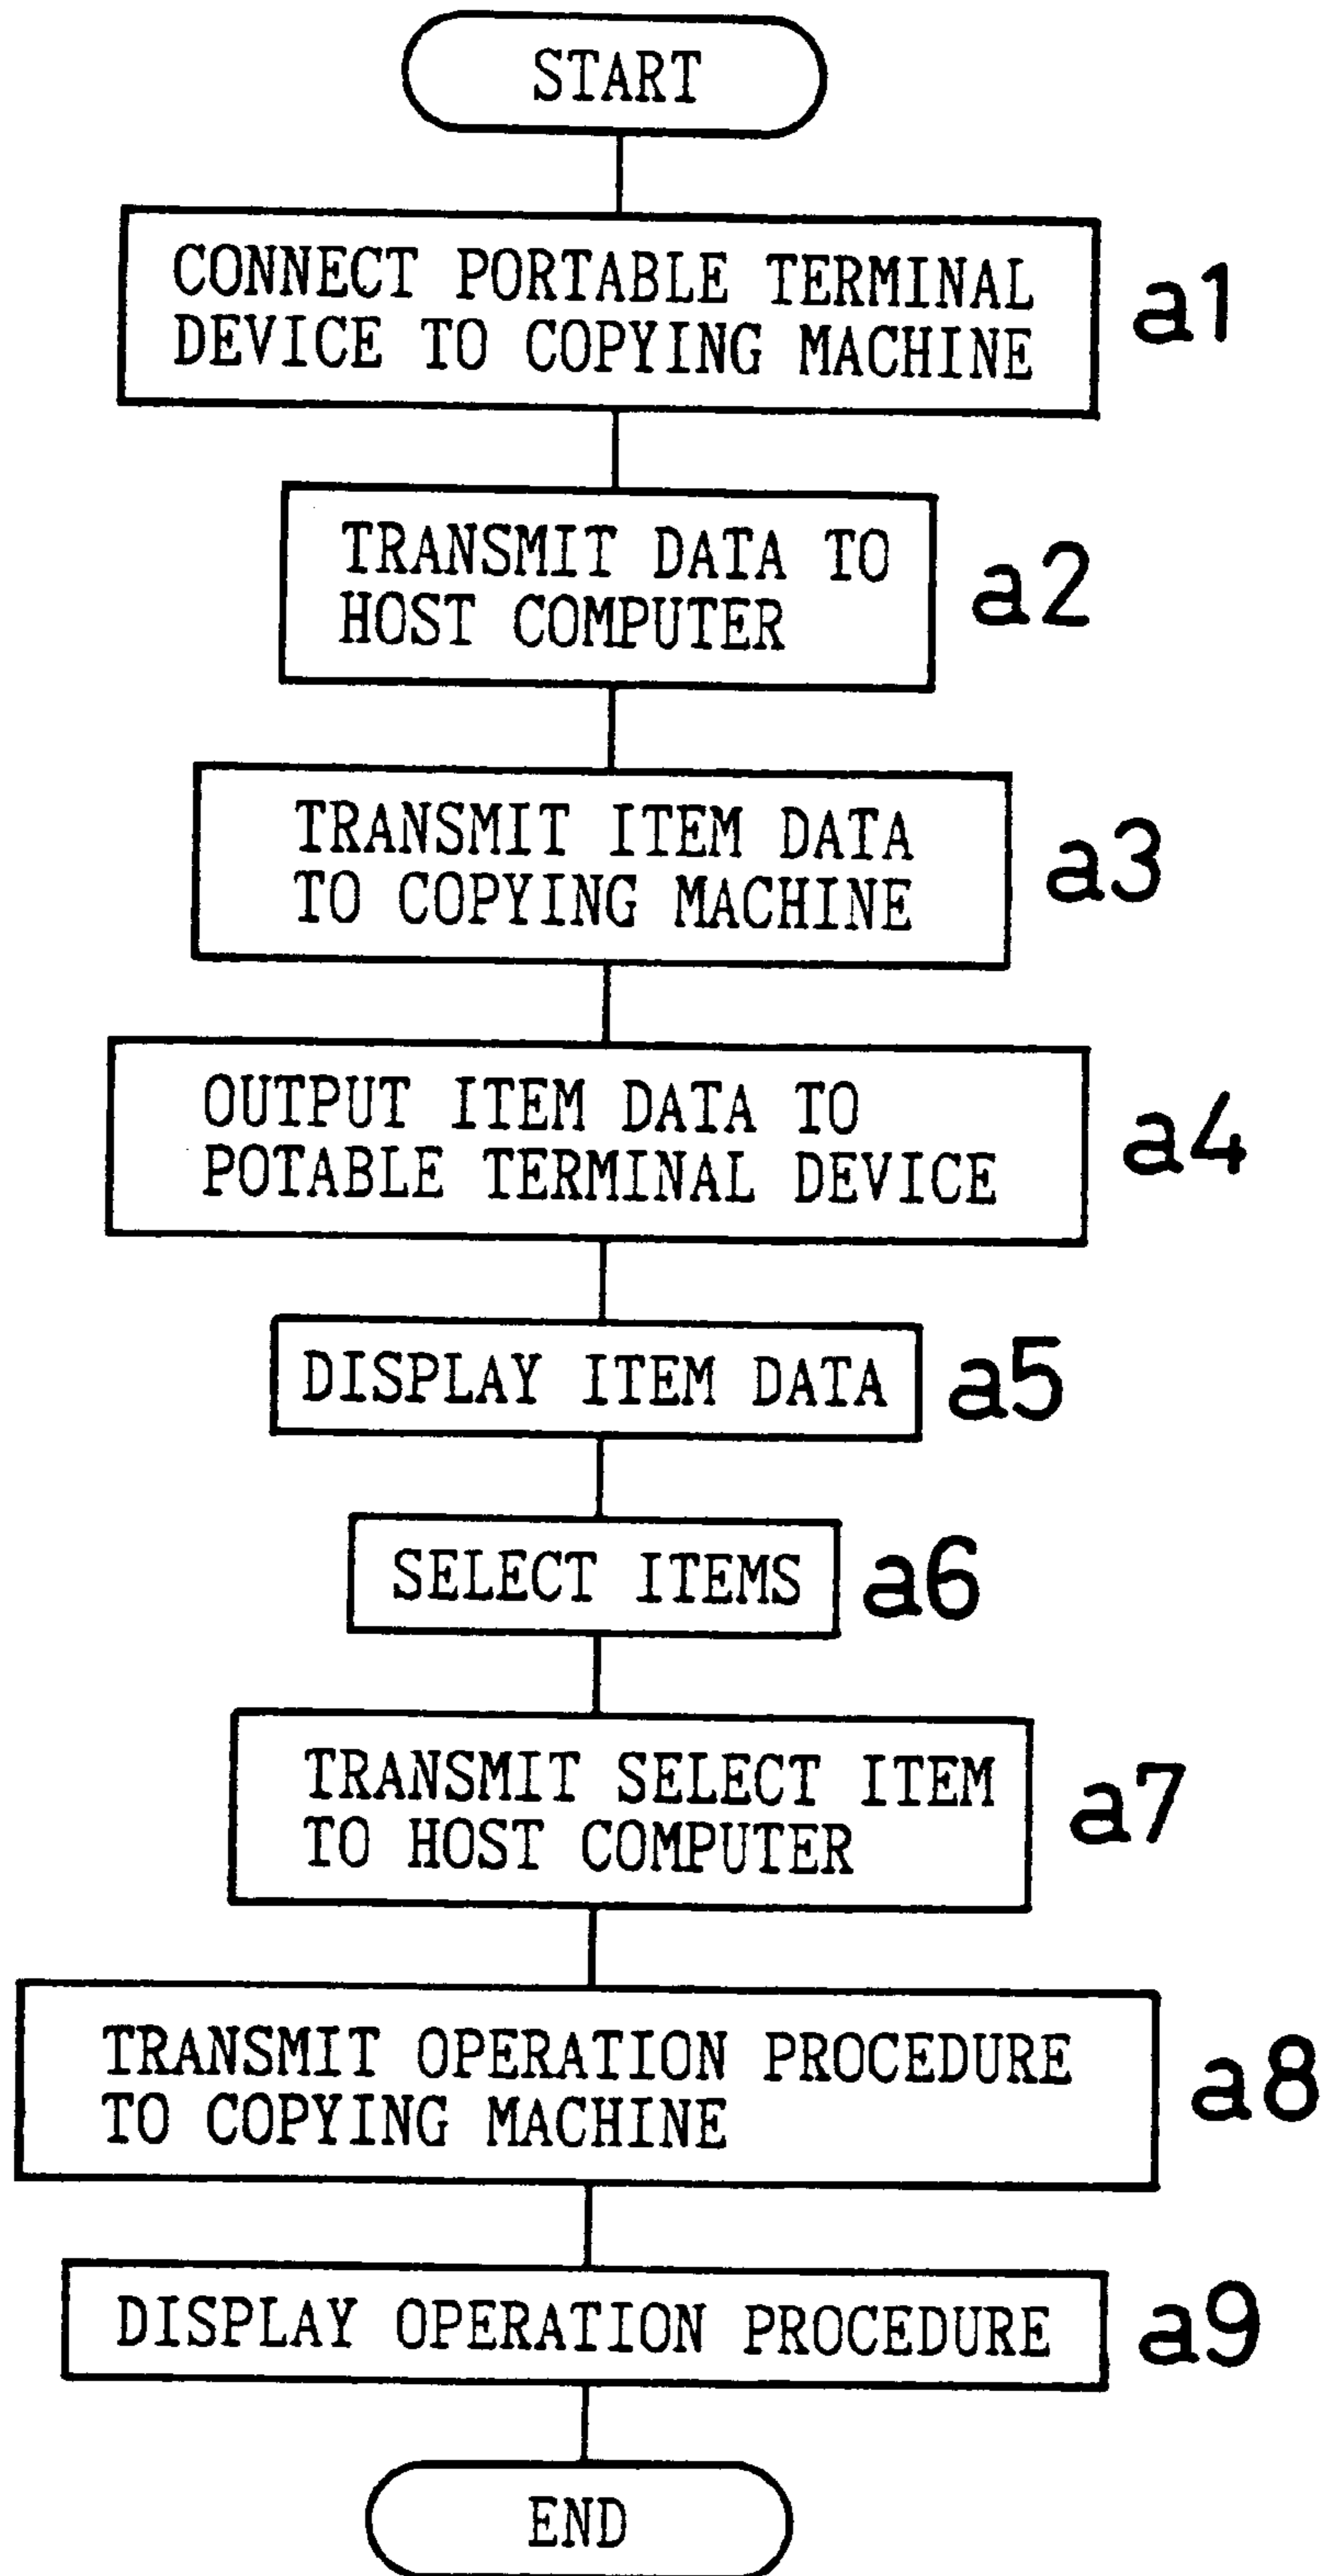 START
CONNECT PORTABLE TERMINAL
DEVICE TO COPYING MACHINE
a1
TRANSMIT DATA TO
HOST COMPUTER
a2
TRANSMIT ITEM DATA
TO COPYING MACHINE
a3
OUTPUT ITEM DATA TO
POTABLE TERMINAL DEVICE
a4
DISPLAY ITEM DATA
a5
SELECT ITEMS
a6
TRANSMIT SELECT ITEM
TO HOST COMPUTER
a7
TRANSMIT OPERATION PROCEDURE
TO COPYING MACHINE
a8
DISPLAY OPERATION PROCEDURE
a9
END